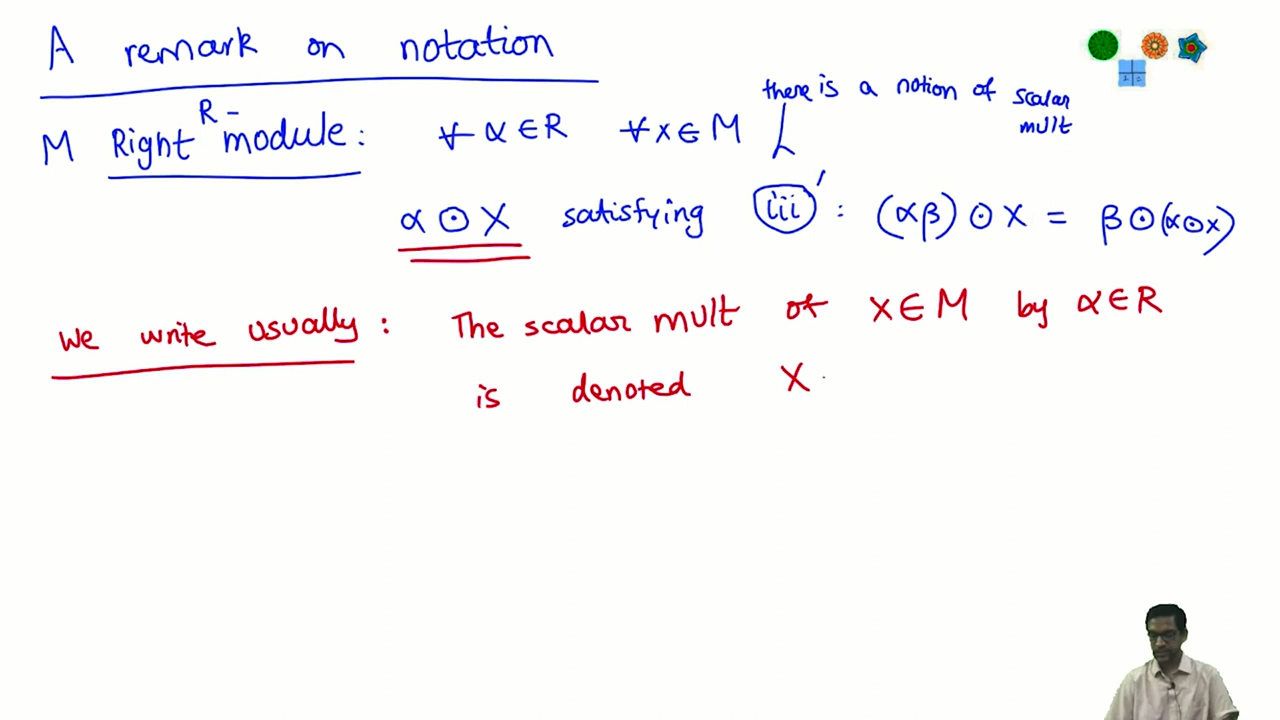 A remark on notation
there is a notion of scalar mult
M Right R-module : ∀ α ∈ R ∀ x ∈ M
α ⊙ x satisfying (iii)' : (αβ) ⊙ x = β ⊙ (α ⊙ x)
We write usually : The scalar mult of x ∈ M by α ∈ R
is denoted x .